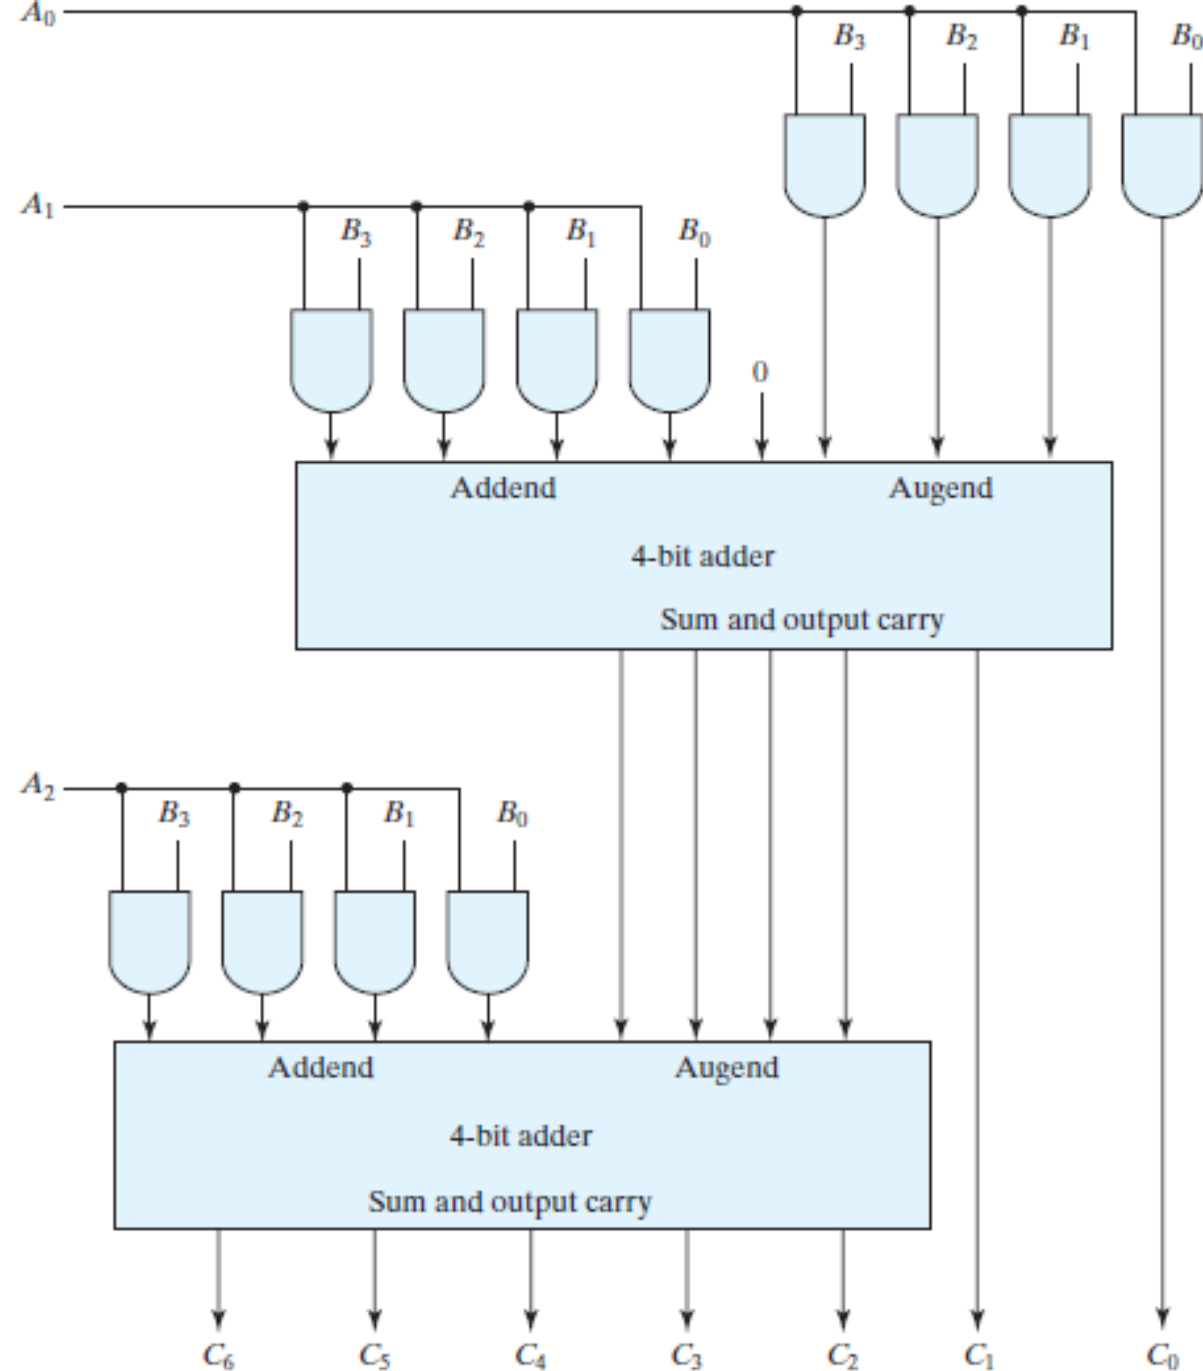 A₀
B₃ B₂ B₁ B₀
A₁
B₃ B₂ B₁ B₀
0
Addend Augend
4-bit adder
Sum and output carry
A₂
B₃ B₂ B₁ B₀
Addend Augend
4-bit adder
Sum and output carry
C₆ C₅ C₄ C₃ C₂ C₁ C₀